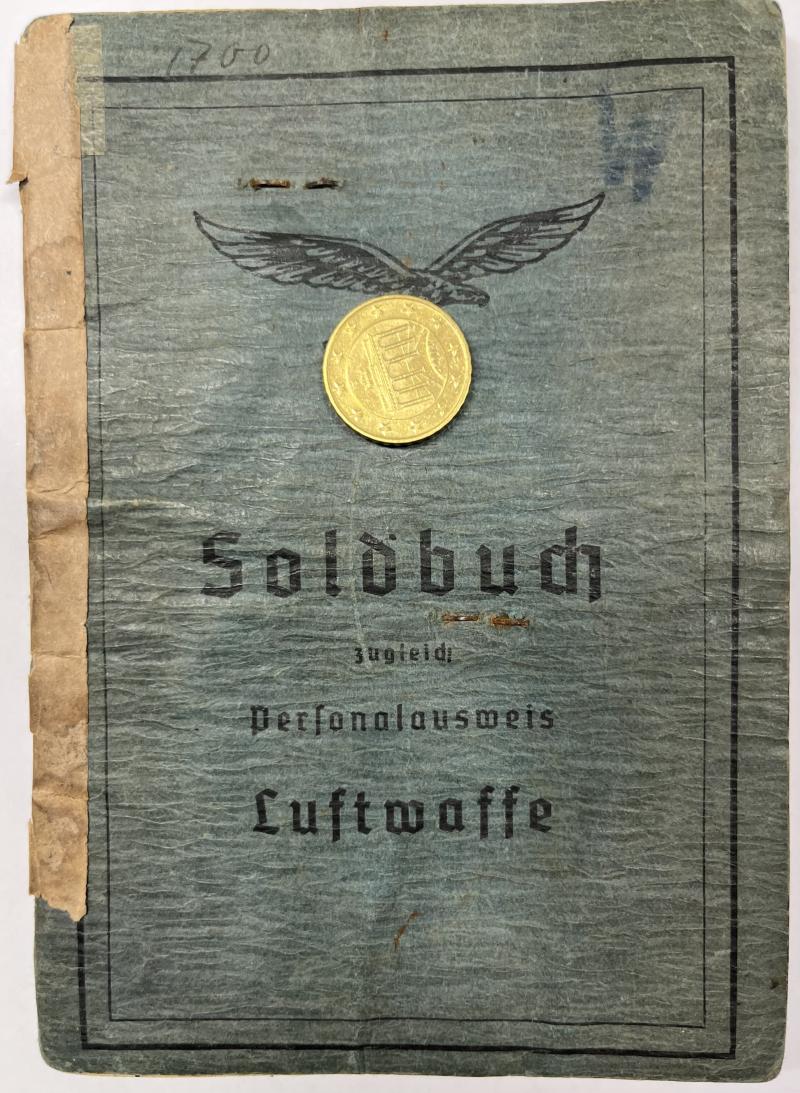 1700
W
Soldbuch
zugleich
Personalausweis
Luftwaffe